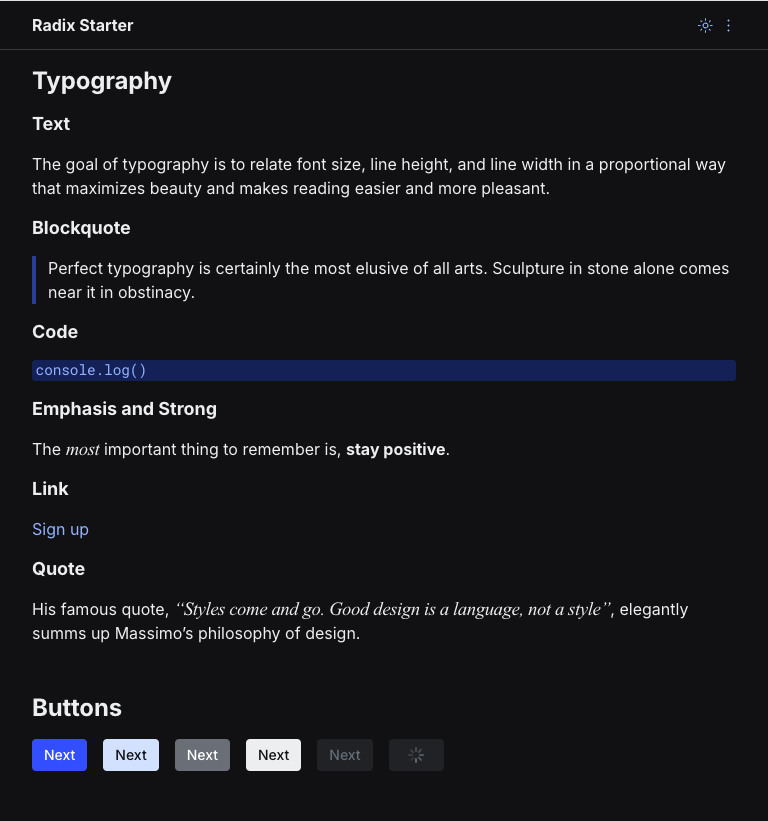 Radix Starter
Typography
Text
The goal of typography is to relate font size, line height, and line width in a proportional way
that maximizes beauty and makes reading easier and more pleasant.
Blockquote
Perfect typography is certainly the most elusive of all arts. Sculpture in stone alone comes
near it in obstinacy.
Code
console.log()
Emphasis and Strong
The most important thing to remember is, stay positive.
Link
Sign up
Quote
His famous quote, “Styles come and go. Good design is a language, not a style”, elegantly
summs up Massimo’s philosophy of design.
Buttons
Next Next Next Next Next